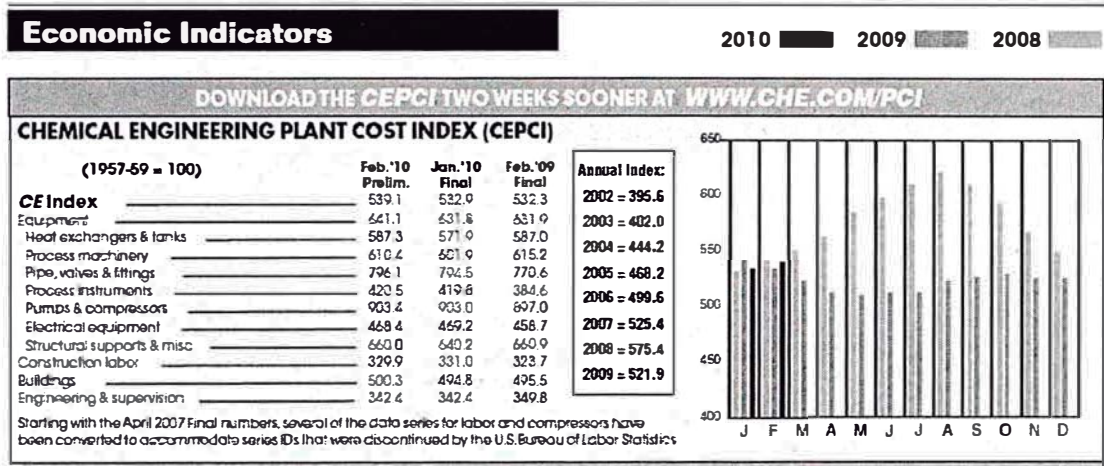 Economic Indicators
2010 2009 2008
DOWNLOAD THE CEPCI TWO WEEKS SOONER AT WWW.CHE.COM/PCI
CHEMICAL ENGINEERING PLANT COST INDEX (CEPCI)
(1957-59 = 100) Feb.'10 Prelim. Jan.'10 Final Feb.'09 Final
CE Index 539.1 532.9 532.3
Equipment 641.1 631.8 631.9
Heat exchangers & tanks 587.3 571.9 587.0
Process machinery 610.4 601.9 615.2
Pipe, valves & fittings 796.1 794.5 770.6
Process instruments 420.5 419.8 384.6
Pumps & compressors 903.4 903.0 897.0
Electrical equipment 468.4 469.2 458.7
Structural supports & misc 660.0 640.2 660.9
Construction labor 329.9 331.0 323.7
Buildings 500.3 494.8 495.5
Engineering & supervision 342.4 342.4 349.8
Starting with the April 2007 Final numbers, several of the data series for labor and compressors have
been converted to accommodate series IDs that were discontinued by the U.S. Bureau of Labor Statistics
Annual Index:
2002 = 395.6
2003 = 402.0
2004 = 444.2
2005 = 468.2
2006 = 499.6
2007 = 525.4
2008 = 575.4
2009 = 521.9
650
600
550
500
450
400
J F M A M J J A S O N D